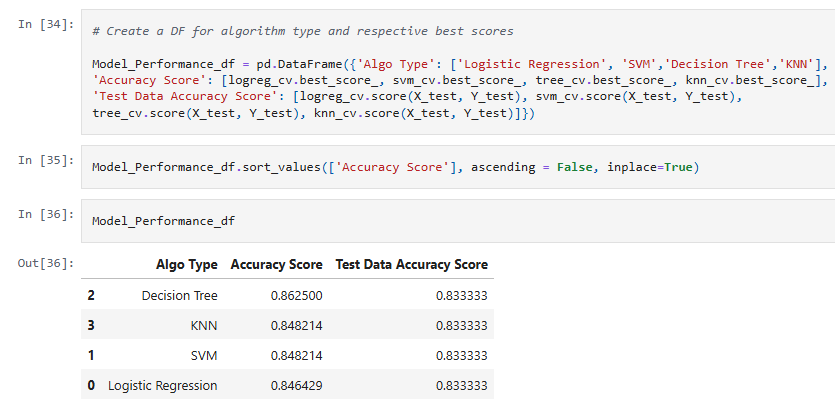 In [34]:
# Create a DF for algorithm type and respective best scores
Model_Performance_df = pd.DataFrame({'Algo Type': ['Logistic Regression', 'SVM','Decision Tree','KNN'],
'Accuracy Score': [logreg_cv.best_score_, svm_cv.best_score_, tree_cv.best_score_, knn_cv.best_score_],
'Test Data Accuracy Score': [logreg_cv.score(X_test, Y_test), svm_cv.score(X_test, Y_test),
tree_cv.score(X_test, Y_test), knn_cv.score(X_test, Y_test)]})
In [35]:
Model_Performance_df.sort_values(['Accuracy Score'], ascending = False, inplace=True)
In [36]:
Model_Performance_df
Out[36]:
Algo Type Accuracy Score Test Data Accuracy Score
2 Decision Tree 0.862500 0.833333
3 KNN 0.848214 0.833333
1 SVM 0.848214 0.833333
0 Logistic Regression 0.846429 0.833333